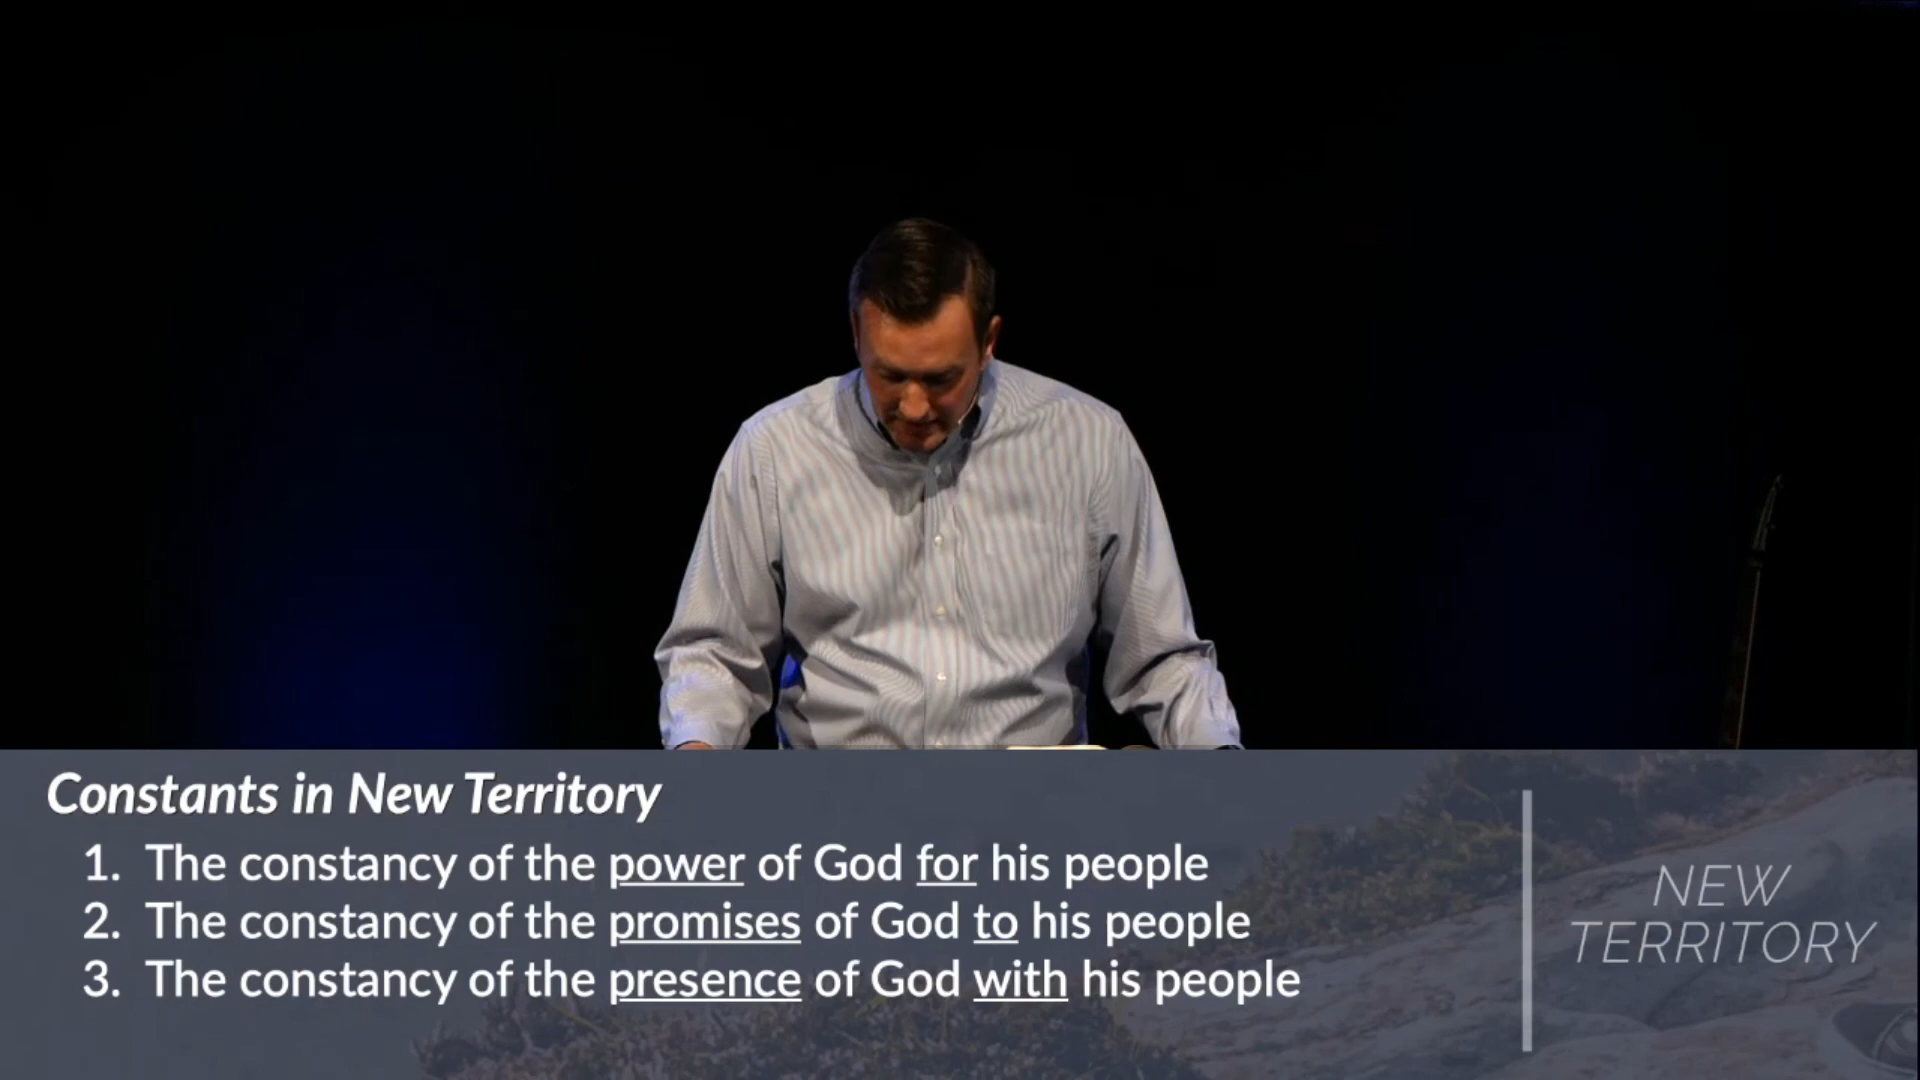 Constants in New Territory
1. The constancy of the power of God for his people
2. The constancy of the promises of God to his people
3. The constancy of the presence of God with his people
NEW
TERRITORY